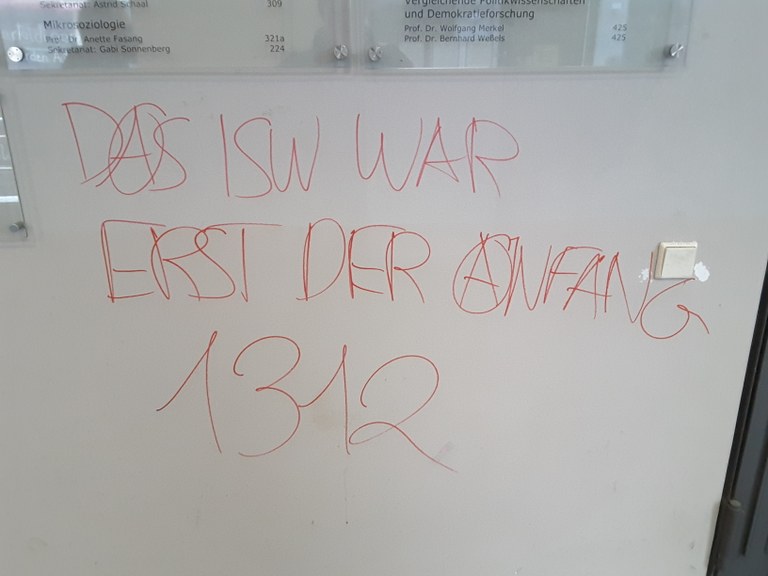 Sekretariat: Astrid Schaal 309
Mikrosoziologie
Prof. Dr. Anette Fasang 321a
Sekretariat: Gabi Sonnenberg 224
Vergleichende Politikwissenschaften
und Demokratieforschung
Prof. Dr. Wolfgang Merkel 425
Prof. Dr. Bernhard Weßels 425
DAS ISW WAR
ERST DER ANFANG
1312